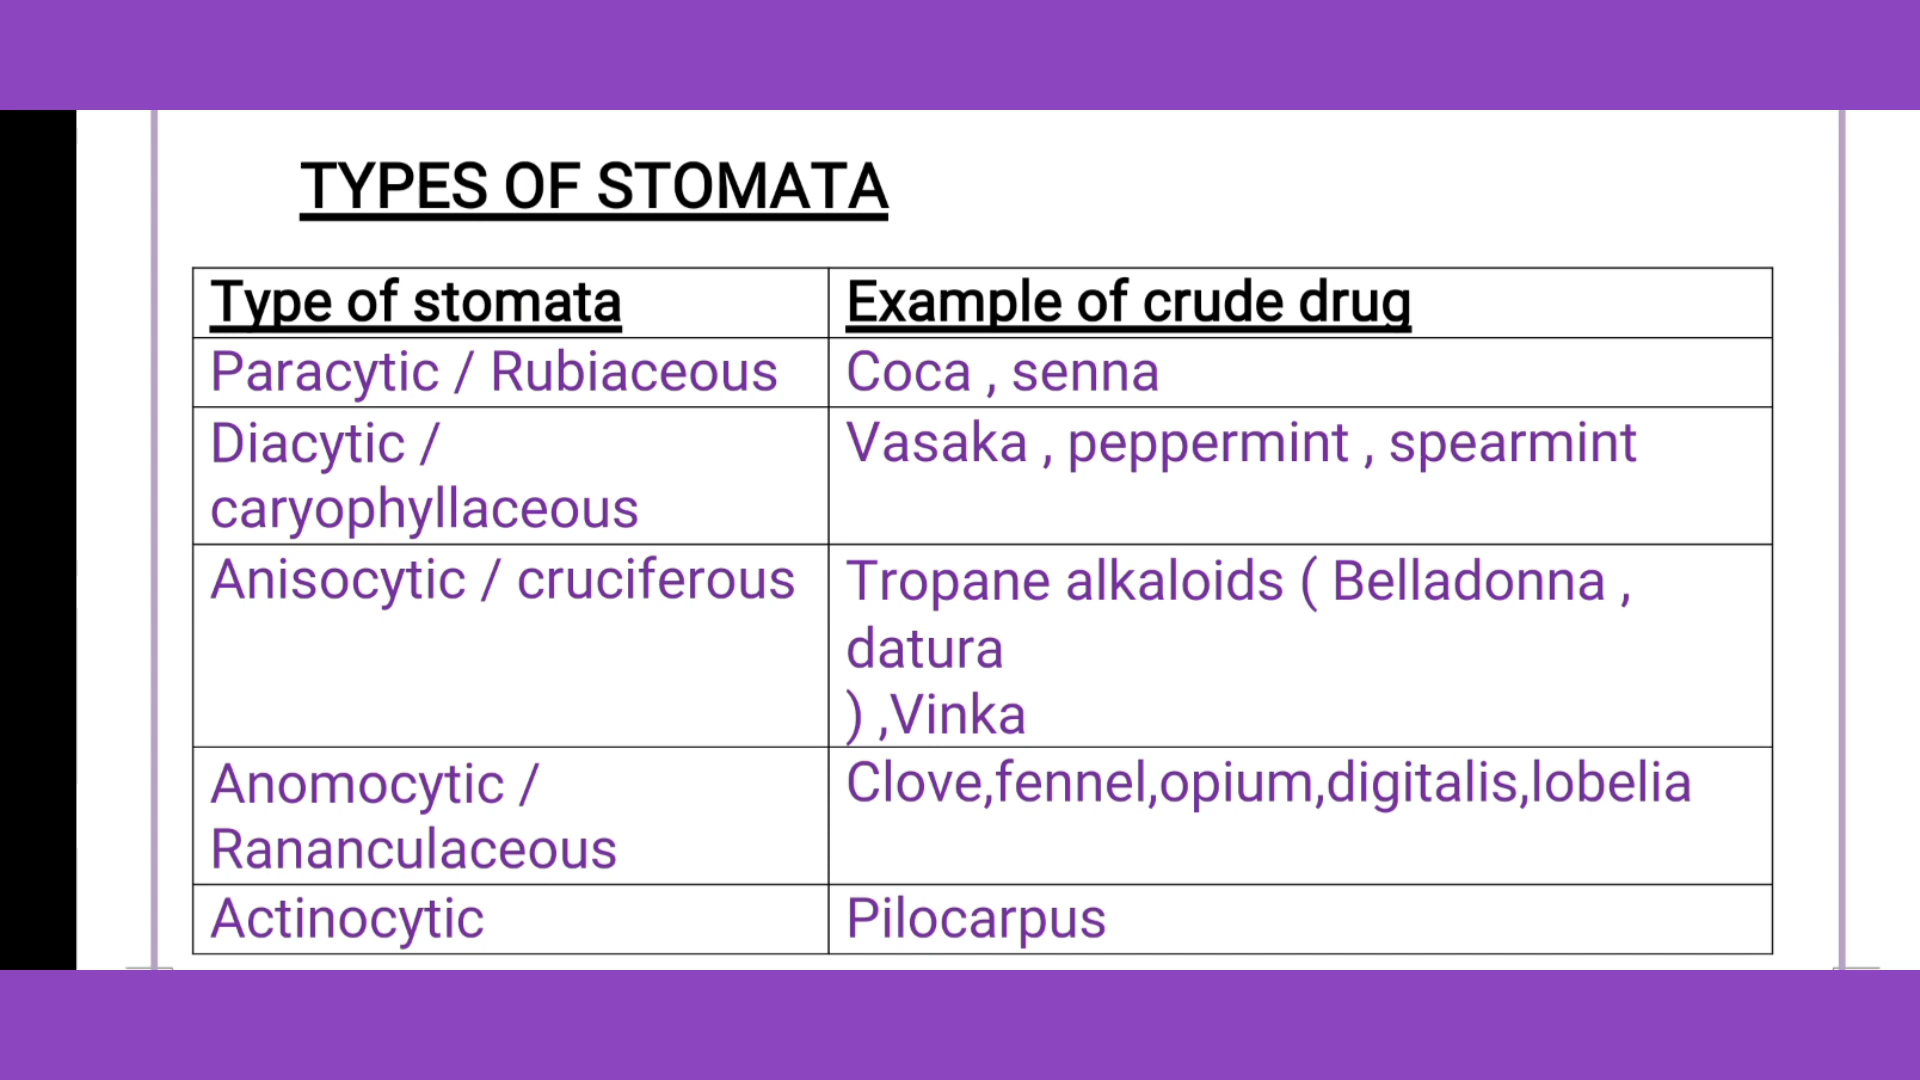 TYPES OF STOMATA
Type of stomata
Example of crude drug
Paracytic / Rubiaceous
Coca , senna
Diacytic /
caryophyllaceous
Vasaka , peppermint , spearmint
Anisocytic / cruciferous
Tropane alkaloids ( Belladonna ,
datura
) ,Vinka
Anomocytic /
Rananculaceous
Clove,fennel,opium,digitalis,lobelia
Actinocytic
Pilocarpus